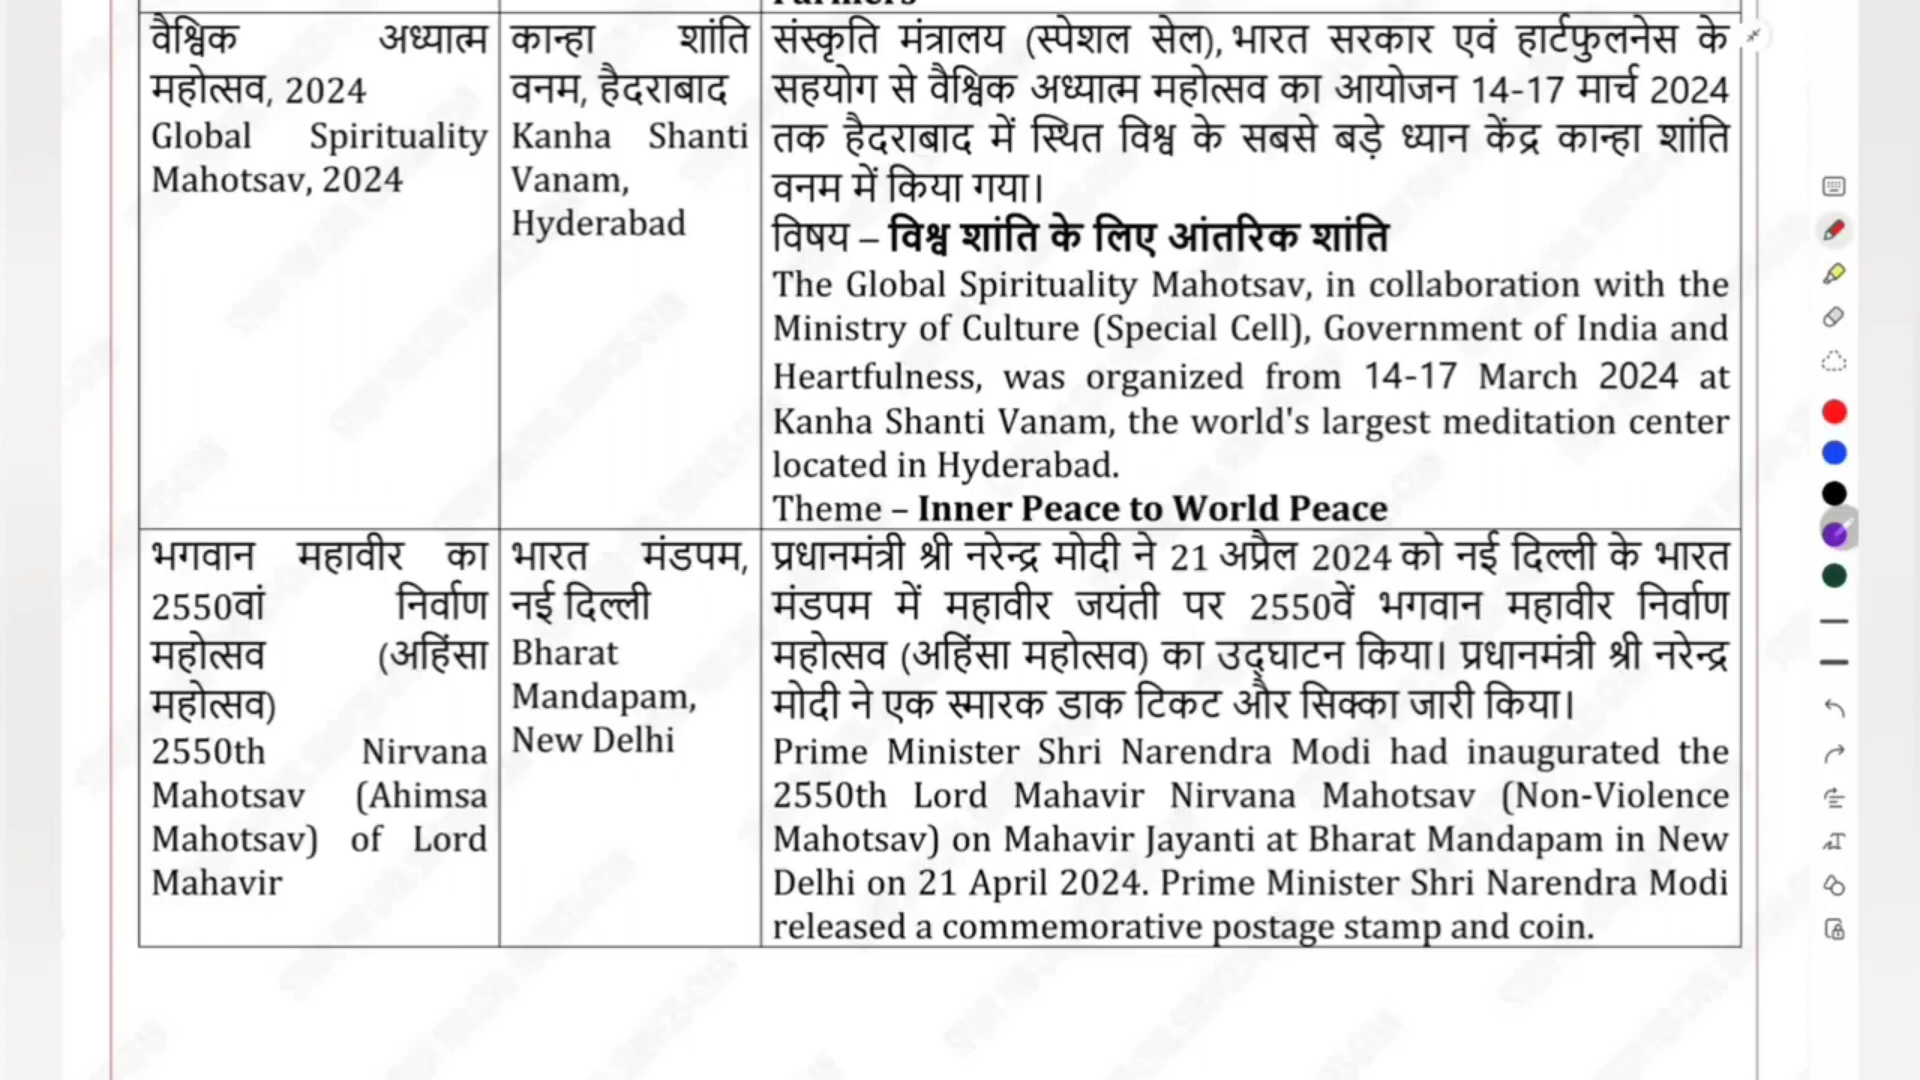 वैश्विक अध्यात्म
महोत्सव, 2024
Global Spirituality
Mahotsav, 2024
कान्हा शांति
वनम, हैदराबाद
Kanha Shanti
Vanam,
Hyderabad
संस्कृति मंत्रालय (स्पेशल सेल), भारत सरकार एवं हार्टफुलनेस के
सहयोग से वैश्विक अध्यात्म महोत्सव का आयोजन 14-17 मार्च 2024
तक हैदराबाद में स्थित विश्व के सबसे बड़े ध्यान केंद्र कान्हा शांति
वनम में किया गया।
विषय – विश्व शांति के लिए आंतरिक शांति
The Global Spirituality Mahotsav, in collaboration with the
Ministry of Culture (Special Cell), Government of India and
Heartfulness, was organized from 14-17 March 2024 at
Kanha Shanti Vanam, the world's largest meditation center
located in Hyderabad.
Theme – Inner Peace to World Peace
भगवान महावीर का
2550वां निर्वाण
महोत्सव (अहिंसा
महोत्सव)
2550th Nirvana
Mahotsav (Ahimsa
Mahotsav) of Lord
Mahavir
भारत मंडपम,
नई दिल्ली
Bharat
Mandapam,
New Delhi
प्रधानमंत्री श्री नरेन्द्र मोदी ने 21 अप्रैल 2024 को नई दिल्ली के भारत
मंडपम में महावीर जयंती पर 2550वें भगवान महावीर निर्वाण
महोत्सव (अहिंसा महोत्सव) का उद्घाटन किया। प्रधानमंत्री श्री नरेन्द्र
मोदी ने एक स्मारक डाक टिकट और सिक्का जारी किया।
Prime Minister Shri Narendra Modi had inaugurated the
2550th Lord Mahavir Nirvana Mahotsav (Non-Violence
Mahotsav) on Mahavir Jayanti at Bharat Mandapam in New
Delhi on 21 April 2024. Prime Minister Shri Narendra Modi
released a commemorative postage stamp and coin.